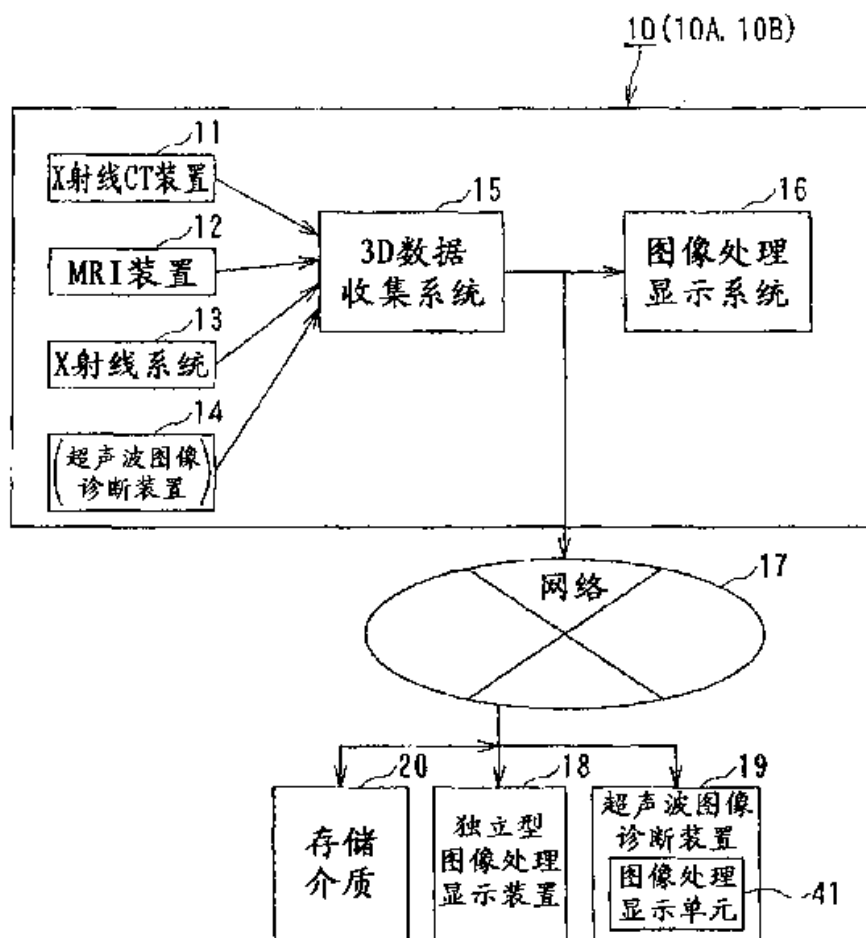 10(10A.10B)
11
X射线CT装置
12
MRI装置
13
X射线系统
14
(超声波图像
诊断装置)
15
3D数据
收集系统
16
图像处理
显示系统
网络
17
20
存储
介质
18
独立型
图像处理
显示装置
19
超声波图像
诊断装置
图像处理
显示单元
41